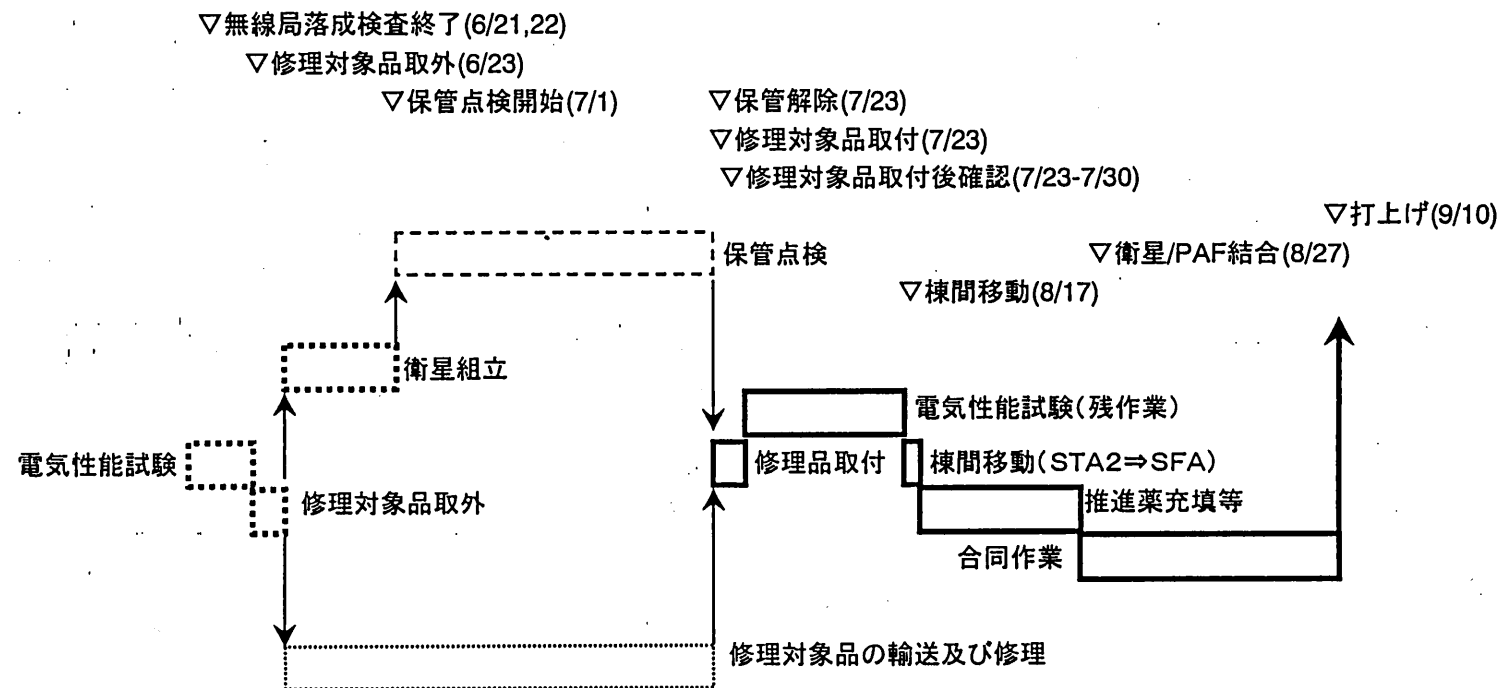 ▽無線局落成検査終了(6/21,22)
▽修理対象品取外(6/23)
▽保管点検開始(7/1)
▽保管解除(7/23)
▽修理対象品取付(7/23)
▽修理対象品取付後確認(7/23-7/30)
▽打上げ(9/10)
▽衛星/PAF結合(8/27)
▽棟間移動(8/17)
保管点検
衛星組立
電気性能試験(残作業)
電気性能試験
修理品取付
棟間移動(STA2⇒SFA)
修理対象品取外
推進薬充填等
合同作業
修理対象品の輸送及び修理